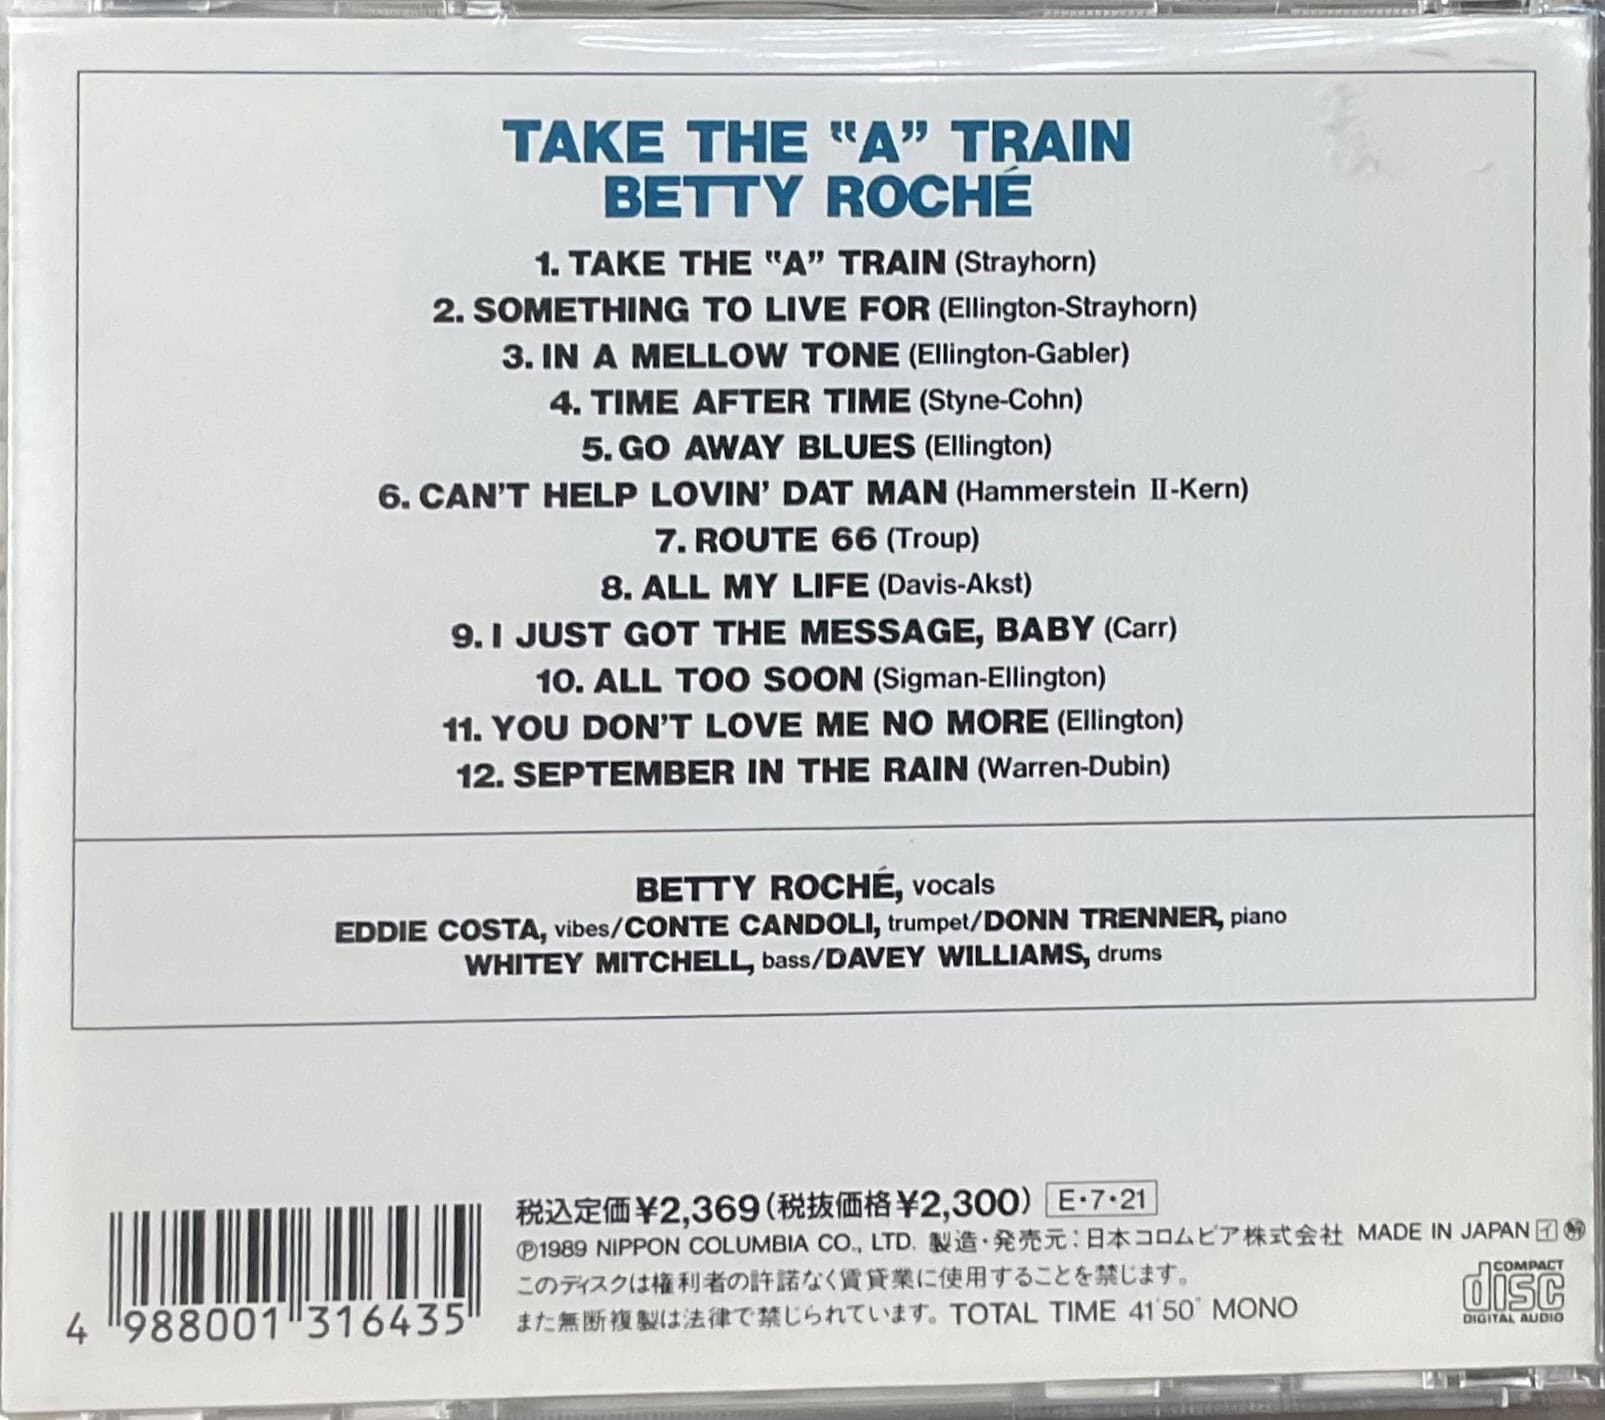 TAKE THE “A” TRAIN
BETTY ROCHÉ
1. TAKE THE “A” TRAIN (Strayhorn)
2. SOMETHING TO LIVE FOR (Ellington-Strayhorn)
3. IN A MELLOW TONE (Ellington-Gabler)
4. TIME AFTER TIME (Styne-Cohn)
5. GO AWAY BLUES (Ellington)
6. CAN’T HELP LOVIN’ DAT MAN (Hammerstein II-Kern)
7. ROUTE 66 (Troup)
8. ALL MY LIFE (Davis-Akst)
9. I JUST GOT THE MESSAGE, BABY (Carr)
10. ALL TOO SOON (Sigman-Ellington)
11. YOU DON’T LOVE ME NO MORE (Ellington)
12. SEPTEMBER IN THE RAIN (Warren-Dubin)
BETTY ROCHÉ, vocals
EDDIE COSTA, vibes/CONTE CANDOLI, trumpet/DONN TRENNER, piano
WHITEY MITCHELL, bass/DAVEY WILLIAMS, drums
税込定価¥2,369(税抜価格¥2,300) E・7・21
Ⓟ1989 NIPPON COLUMBIA CO., LTD. 製造・発売元:日本コロムビア株式会社 MADE IN JAPAN イ
このディスクは権利者の許諾なく賃貸業に使用することを禁じます。
また無断複製は法律で禁じられています。TOTAL TIME 41′50″ MONO
4 988001 316435
COMPACT
disc
DIGITAL AUDIO